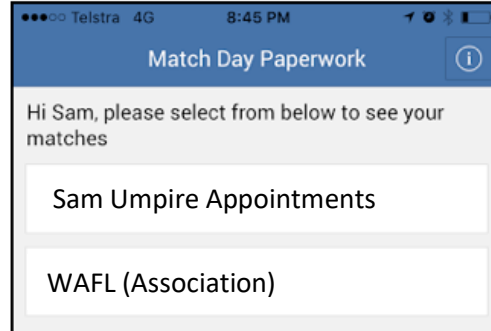 Telstra 4G 8:45 PM
Match Day Paperwork
Hi Sam, please select from below to see your
matches
Sam Umpire Appointments
WAFL (Association)